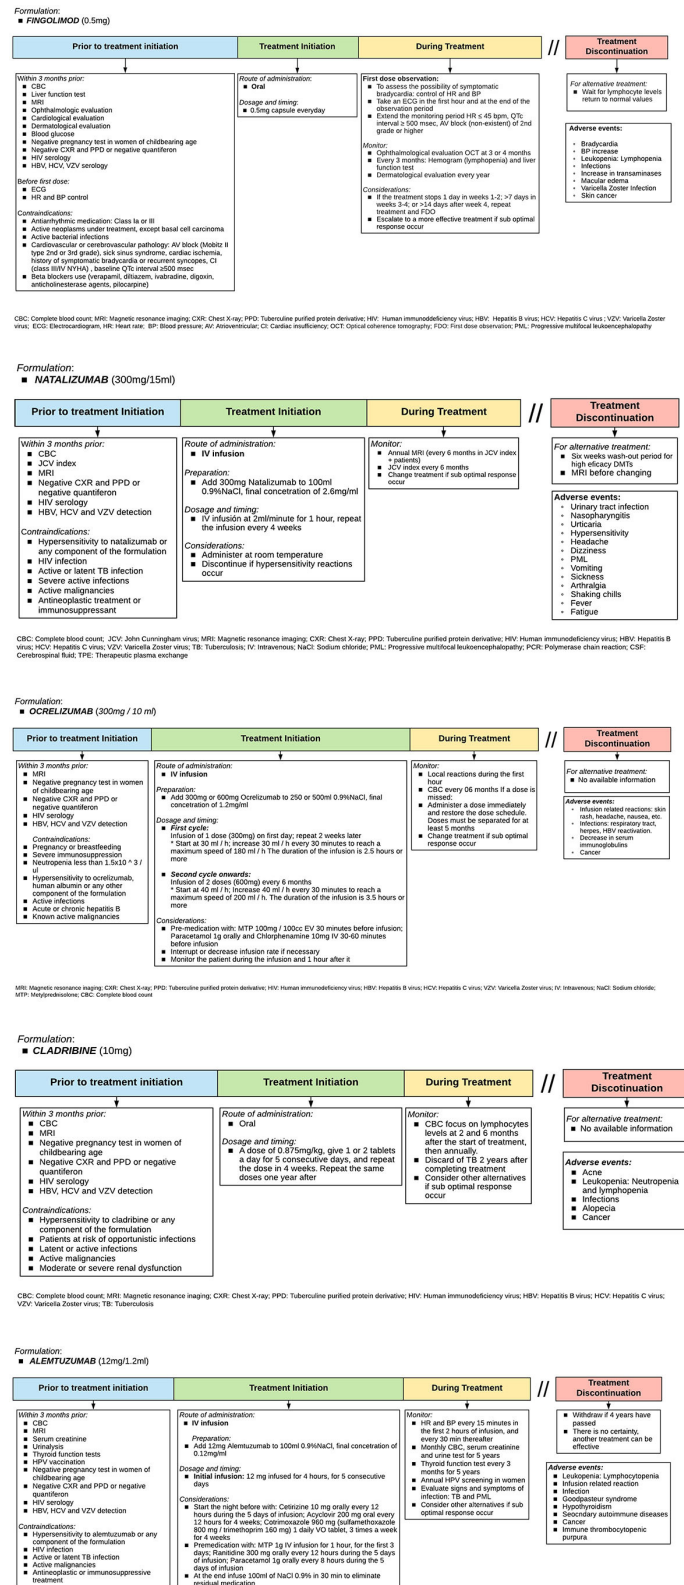 Formulation:
■ FINGOLIMOD (0.5mg)
Prior to treatment initiation
Treatment Initiation
During Treatment
//
Treatment
Discontinuation
Within 3 months prior:
■ CBC
■ Liver function test
■ MRI
■ Ophthalmologic evaluation
■ Cardiological evaluation
■ Dermatological evaluation
■ Blood glucose
■ Negative pregnancy test in women of childbearing age
■ Negative CXR and PPD or negative quantiferon
■ HIV serology
■ HBV, HCV, VZV serology
Before first dose:
■ ECG
■ HR and BP control
Contraindications:
■ Antiarrhythmic medication: Class Ia or III
■ Active neoplasms under treatment, except basal cell carcinoma
■ Active bacterial infections
■ Cardiovascular or cerebrovascular pathology: AV block (Mobitz II
type 2nd or 3rd grade), sick sinus syndrome, cardiac ischemia,
history of symptomatic bradycardia or recurrent syncopes, CI
(class III/IV NYHA) , baseline QTc interval ≥500 msec
■ Beta blockers use (verapamil, diltiazem, ivabradine, digoxin,
anticholinesterase agents, pilocarpine)
Route of administration:
■ Oral
Dosage and timing:
■ 0.5mg capsule everyday
First dose observation:
■ To assess the possibility of symptomatic
bradycardia: control of HR and BP
■ Take an ECG in the first hour and at the end of the
observation period
■ Extend the monitoring period HR ≤ 45 bpm, QTc
interval ≥ 500 msec, AV block (non-existent) of 2nd
grade or higher
Monitor:
■ Ophthalmological evaluation OCT at 3 or 4 months
■ Every 3 months: Hemogram (lymphopenia) and liver
function test
■ Dermatological evaluation every year
Considerations:
■ If the treatment stops 1 day in weeks 1-2; >7 days in
weeks 3-4; or >14 days after week 4, repeat
treatment and FDO
■ Escalate to a more effective treatment if sub optimal
response occur
For alternative treatment:
■ Wait for lymphocyte levels
return to normal values
Adverse events:
Bradycardia
BP increase
Leukopenia: Lymphopenia
Infections
Increase in transaminases
Macular edema
Varicella Zoster Infection
Skin cancer
CBC: Complete blood count; MRI: Magnetic resonance imaging; CXR: Chest X-ray; PPD: Tuberculine purified protein derivative; HIV: Human immunoddeficiency virus; HBV: Hepatitis B virus; HCV: Hepatitis C virus ; VZV: Varicella Zoster
virus; ECG: Electrocardiogram, HR: Heart rate; BP: Blood pressure; AV: Atrioventricular; CI: Cardiac insufficiency; OCT: Optical coherence tomography; FDO: First dose observation; PML: Progressive multifocal leukoencephalopathy
Formulation:
■ NATALIZUMAB (300mg/15ml)
Prior to treatment Initiation
Treatment Initiation
During Treatment
//
Treatment
Discontinuation
Within 3 months prior:
■ CBC
■ JCV index
■ MRI
■ Negative CXR and PPD or
negative quantiferon
■ HIV serology
■ HBV, HCV and VZV detection
Contraindications:
■ Hypersensitivity to natalizumab or
any component of the formulation
■ HIV infection
■ Active or latent TB infection
■ Severe active infections
■ Active malignancies
■ Antineoplastic treatment or
immunosuppressant
Route of administration:
■ IV infusion
Preparation:
■ Add 300mg Natalizumab to 100ml
0.9%NaCl, final concetration of 2.6mg/ml
Dosage and timing:
■ IV infusión at 2ml/minute for 1 hour, repeat
the infusion every 4 weeks
Considerations:
■ Administer at room temperature
■ Discontinue if hypersensitivity reactions
occur
Monitor:
■ Annual MRI (every 6 months in JCV index
+ patients)
■ JCV index every 6 months
■ Change treatment if sub optimal response
occur
For alternative treatment:
■ Six weeks wash-out period for
high eficacy DMTs
■ MRI before changing
Adverse events:
Urinary tract infection
Nasopharyngitis
Urticaria
Hypersensitivity
Headache
Dizziness
PML
Vomiting
Sickness
Arthralgia
Shaking chills
Fever
Fatigue
CBC: Complete blood count; JCV: John Cunningham virus; MRI: Magnetic resonance imaging; CXR: Chest X-ray; PPD: Tuberculine purified protein derivative; HIV: Human immunodeficiency virus; HBV: Hepatitis B
virus; HCV: Hepatitis C virus; VZV: Varicella Zoster virus; TB: Tuberculosis; IV: Intravenous; NaCl: Sodium chloride; PML: Progressive multifocal leukoencephalopathy; PCR: Polymerase chain reaction; CSF:
Cerebrospinal fluid; TPE: Therapeutic plasma exchange
Formulation:
■ OCRELIZUMAB (300mg / 10 ml)
Prior to treatment Initiation
Treatment Initiation
During Treatment
//
Treatment
Discontinuation
Within 3 months prior:
■ MRI
■ Negative pregnancy test in women
of childbearing age
■ Negative CXR and PPD or
negative quantiferon
■ HIV serology
■ HBV, HCV and VZV detection
Contraindications:
■ Pregnancy or breastfeeding
■ Severe immunosuppression
■ Neutropenia less than 1.5x10 ^ 3 /
ul
■ Hypersensitivity to ocrelizumab,
human albumin or any other
component of the formulation
■ Active infections
■ Acute or chronic hepatitis B
■ Known active malignancies
Route of administration:
■ IV infusion
Preparation:
■ Add 300mg or 600mg Ocrelizumab to 250 or 500ml 0.9%NaCl, final
concetration of 1.2mg/ml
Dosage and timing:
■ First cycle:
Infusion of 1 dose (300mg) on first day; repeat 2 weeks later
* Start at 30 ml / h; increase 30 ml / h every 30 minutes to reach a
maximum speed of 180 ml / h The duration of the infusion is 2.5 hours or
more
■ Second cycle onwards:
Infusion of 2 doses (600mg) every 6 months
* Start at 40 ml / h; Increase 40 ml / h every 30 minutes to reach a
maximum speed of 200 ml / h. The duration of the infusion is 3.5 hours or
more
Considerations:
■ Pre-medication with: MTP 100mg / 100cc EV 30 minutes before infusion;
Paracetamol 1g orally and Chlorphenamine 10mg IV 30-60 minutes
before infusion
■ Interrupt or decrease infusion rate if necessary
■ Monitor the patient during the infusion and 1 hour after it
Monitor:
■ Local reactions during the first
hour
■ CBC every 06 months If a dose is
missed:
■ Administer a dose immediately
and restore the dose schedule.
Doses must be separated for at
least 5 months
■ Change treatment if sub optimal
response occur
For alternative treatment:
■ No available information
Adverse events:
Infusion related reactions: skin
rash, headache, nausea, etc.
Infections: respiratory tract,
herpes, HBV reactivation.
Decrease in serum
immunoglobulins
Cancer
MRI: Magnetic resonance inaging; CXR: Chest X-ray; PPD: Tuberculine purified protein derivative; HIV: Human immunodeficiency virus; HBV: Hepatitis B virus; HCV: Hepatitis C virus; VZV: Varicella Zoster virus; IV: Intravenous; NaCl: Sodium chloride;
MTP: Metylprednisolone; CBC: Complete blood count
Formulation:
■ CLADRIBINE (10mg)
Prior to treatment initiation
Treatment Initiation
During Treatment
//
Treatment
Discotinuation
Within 3 months prior:
■ CBC
■ MRI
■ Negative pregnancy test in women of
childbearing age
■ Negative CXR and PPD or negative
quantiferon
■ HIV serology
■ HBV, HCV and VZV detection
Contraindications:
■ Hypersensitivity to cladribine or any
component of the formulation
■ Patients at risk of opportunistic infections
■ Latent or active infections
■ Active malignancies
■ Moderate or severe renal dysfunction
Route of administration:
■ Oral
Dosage and timing:
■ A dose of 0.875mg/kg, give 1 or 2 tablets
a day for 5 consecutive days, and repeat
the dose in 4 weeks. Repeat the same
doses one year after
Monitor:
■ CBC focus on lymphocytes
levels at 2 and 6 months
after the start of treatment,
then annually.
■ Discard of TB 2 years after
completing treatment
■ Consider other alternatives
if sub optimal response
occur
For alternative treatment:
■ No available information
Adverse events:
■ Acne
■ Leukopenia: Neutropenia
and lymphopenia
■ Infections
■ Alopecia
■ Cancer
CBC: Complete blood count; MRI: Magnetic resonance imaging; CXR: Chest X-ray; PPD: Tuberculine purified protein derivative; HIV: Human immunodeficiency virus; HBV: Hepatitis B virus; HCV: Hepatitis C virus;
VZV: Varicella Zoster virus; TB: Tuberculosis
Formulation:
■ ALEMTUZUMAB (12mg/1.2ml)
Prior to treatment initiation
Treatment Initiation
During Treatment
//
Treatment
Discontinuation
Within 3 months prior:
■ CBC
■ MRI
■ Serum creatinine
■ Urinalysis
■ Thyroid function tests
■ HPV vaccination
■ Negative pregnancy test in women of
childbearing age
■ Negative CXR and PPD or negative
quantiferon
■ HIV serology
■ HBV, HCV and VZV detection
Contraindications:
■ Hypersensitivity to alemtuzumab or any
component of the formulation
■ HIV infection
■ Active or latent TB infection
■ Active malignancies
■ Antineoplastic or immunosuppressive
treatment
Route of administration:
■ IV infusion
Preparation:
■ Add 12mg Alemtuzumab to 100ml 0.9%NaCl, final concetration of
0.12mg/ml
Dosage and timing:
■ Initial infusion: 12 mg infused for 4 hours, for 5 consecutive
days
Considerations:
■ Start the night before with: Cetirizine 10 mg orally every 12
hours during the 5 days of infusion; Acyclovir 200 mg oral every
12 hours for 4 weeks; Cotrimoxazole 960 mg (sulfamethoxazole
800 mg / trimethoprim 160 mg) 1 daily VO tablet, 3 times a week
for 4 weeks
■ Premedication with: MTP 1g IV infusion for 1 hour, for the first 3
days; Ranitidine 300 mg orally every 12 hours during the 5 days
of infusion; Paracetamol 1g orally every 8 hours during the 5
days of infusion
■ At the end infuse 100ml of NaCl 0.9% in 30 min to eliminate
residual medication
Monitor:
■ HR and BP every 15 minutes in
the first 2 hours of infusion, and
every 30 min thereafter
■ Monthly CBC, serum creatinine
and urine test for 5 years
■ Thyroid function test every 3
months for 5 years
■ Annual HPV screening in women
■ Evaluate signs and symptoms of
infection: TB and PML
■ Consider other alternatives if sub
optimal response occur
■ Withdraw if 4 years have
passed
■ There is no certainty,
another treatment can be
effective
Adverse events:
■ Leukopenia: Lymphocytopenia
■ Infusion related reaction
■ Infection
■ Goodpasteur syndrome
■ Hypothyroidism
■ Seocndary autoimmune diseases
■ Cancer
■ Immune thrombocytopenic
purpura